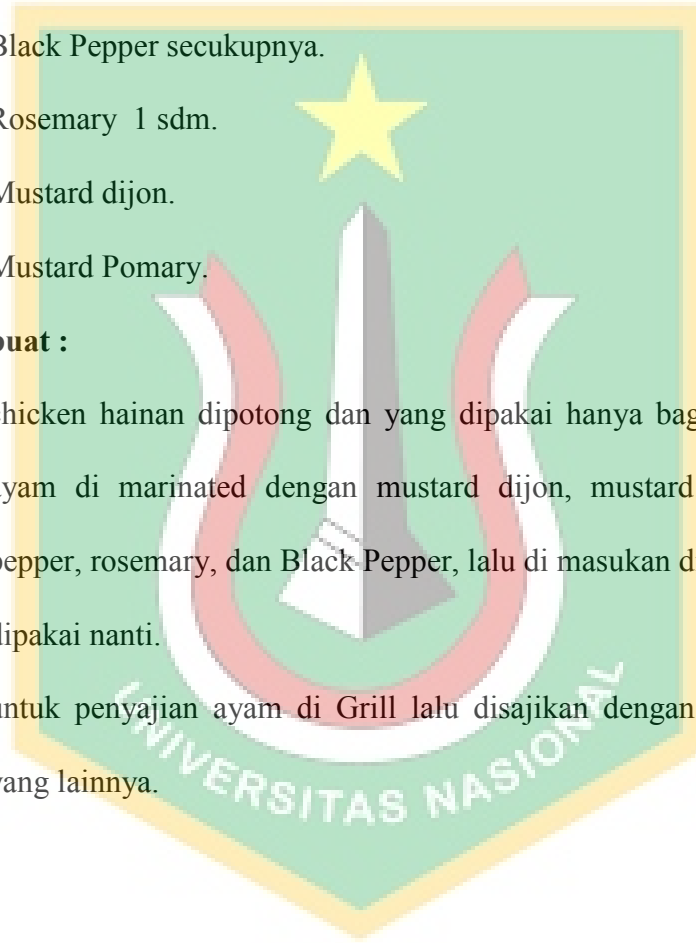 Black Pepper secukupnya.
Rosemary 1 sdm.
Mustard dijon.
Mustard Pomary.
buat :
chicken hainan dipotong dan yang dipakai hanya bag
ayam di marinated dengan mustard dijon, mustard
pepper, rosemary, dan Black Pepper, lalu di masukan d
dipakai nanti.
untuk penyajian ayam di Grill lalu disajikan dengan
yang lainnya.
UNIVERSITAS NASIONAL